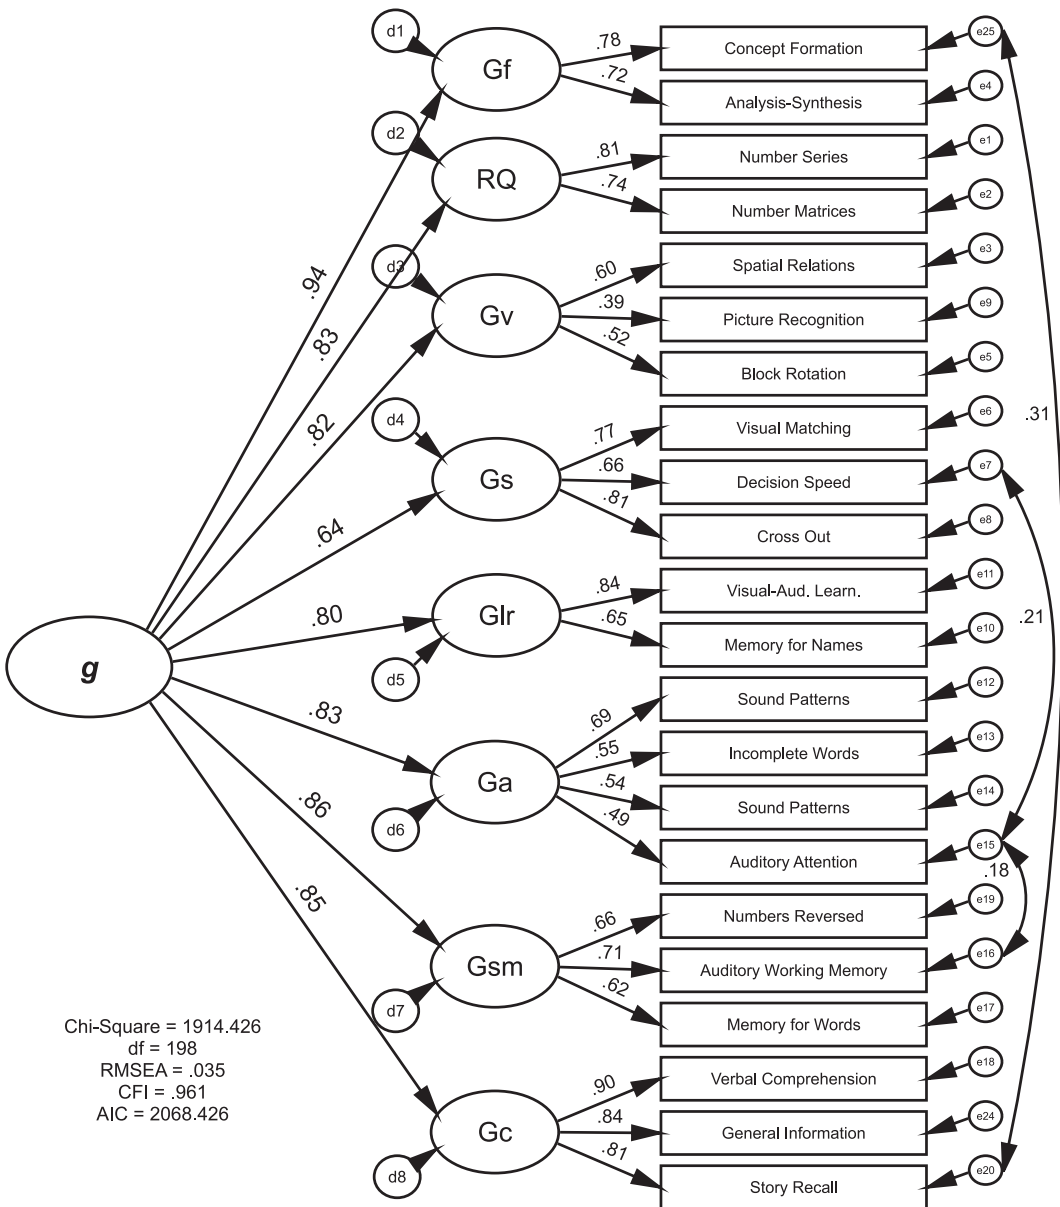 d1
Gf
.78
Concept Formation
e25
.72
Analysis-Synthesis
e4
d2
RQ
.81
Number Series
e1
.74
Number Matrices
e2
.94
d3
Gv
.60
Spatial Relations
e3
.39
Picture Recognition
e9
.52
Block Rotation
e5
.83
.82
d4
Gs
.77
Visual Matching
e6
.31
.66
Decision Speed
e7
.81
Cross Out
e8
.64
Glr
.84
Visual-Aud. Learn.
e11
.80
.65
Memory for Names
e10
.21
g
d5
.83
Ga
.69
Sound Patterns
e12
.55
Incomplete Words
e13
.54
Sound Patterns
e14
.49
Auditory Attention
e15
d6
.18
.86
.85
Gsm
.66
Numbers Reversed
e19
.71
Auditory Working Memory
e16
.62
Memory for Words
e17
d7
Chi-Square = 1914.426
df = 198
RMSEA = .035
CFI = .961
AIC = 2068.426
Gc
.90
Verbal Comprehension
e18
.84
General Information
e24
.81
Story Recall
e20
d8